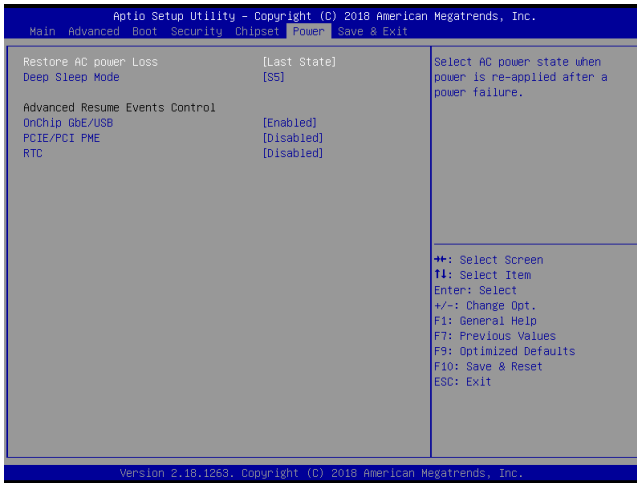 Aptio Setup Utility – Copyright (C) 2018 American Megatrends, Inc.
Main Advanced Boot Security Chipset Power Save & Exit
Restore AC power Loss [Last State]
Deep Sleep Mode [S5]
Advanced Resume Events Control
OnChip GbE/USB [Enabled]
PCIE/PCI PME [Disabled]
RTC [Disabled]
Select AC power state when
power is re-applied after a
power failure.
→←: Select Screen
↑↓: Select Item
Enter: Select
+/-: Change Opt.
F1: General Help
F7: Previous Values
F9: Optimized Defaults
F10: Save & Reset
ESC: Exit
Version 2.18.1263. Copyright (C) 2018 American Megatrends, Inc.